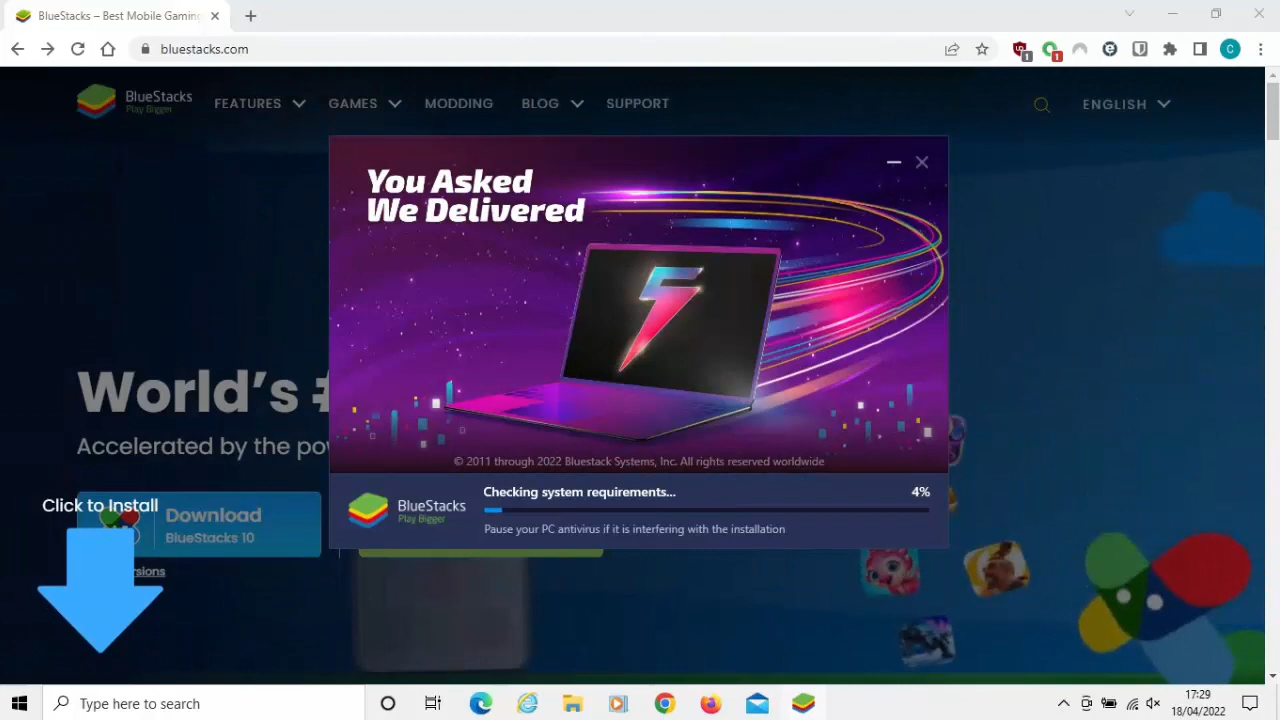 BlueStacks – Best Mobile Gaming
bluestacks.com
1
1
C
BlueStacks
Play Bigger
FEATURES
GAMES
MODDING
BLOG
SUPPORT
ENGLISH
You Asked
We Delivered
© 2011 through 2022 Bluestack Systems, Inc. All rights reserved worldwide
World's #
Accelerated by the po
Checking system requirements...
4%
BlueStacks
Play Bigger
Pause your PC antivirus if it is interfering with the installation
Click to Install
Download
BlueStacks 10
rsions
Type here to search
17:29
18/04/2022